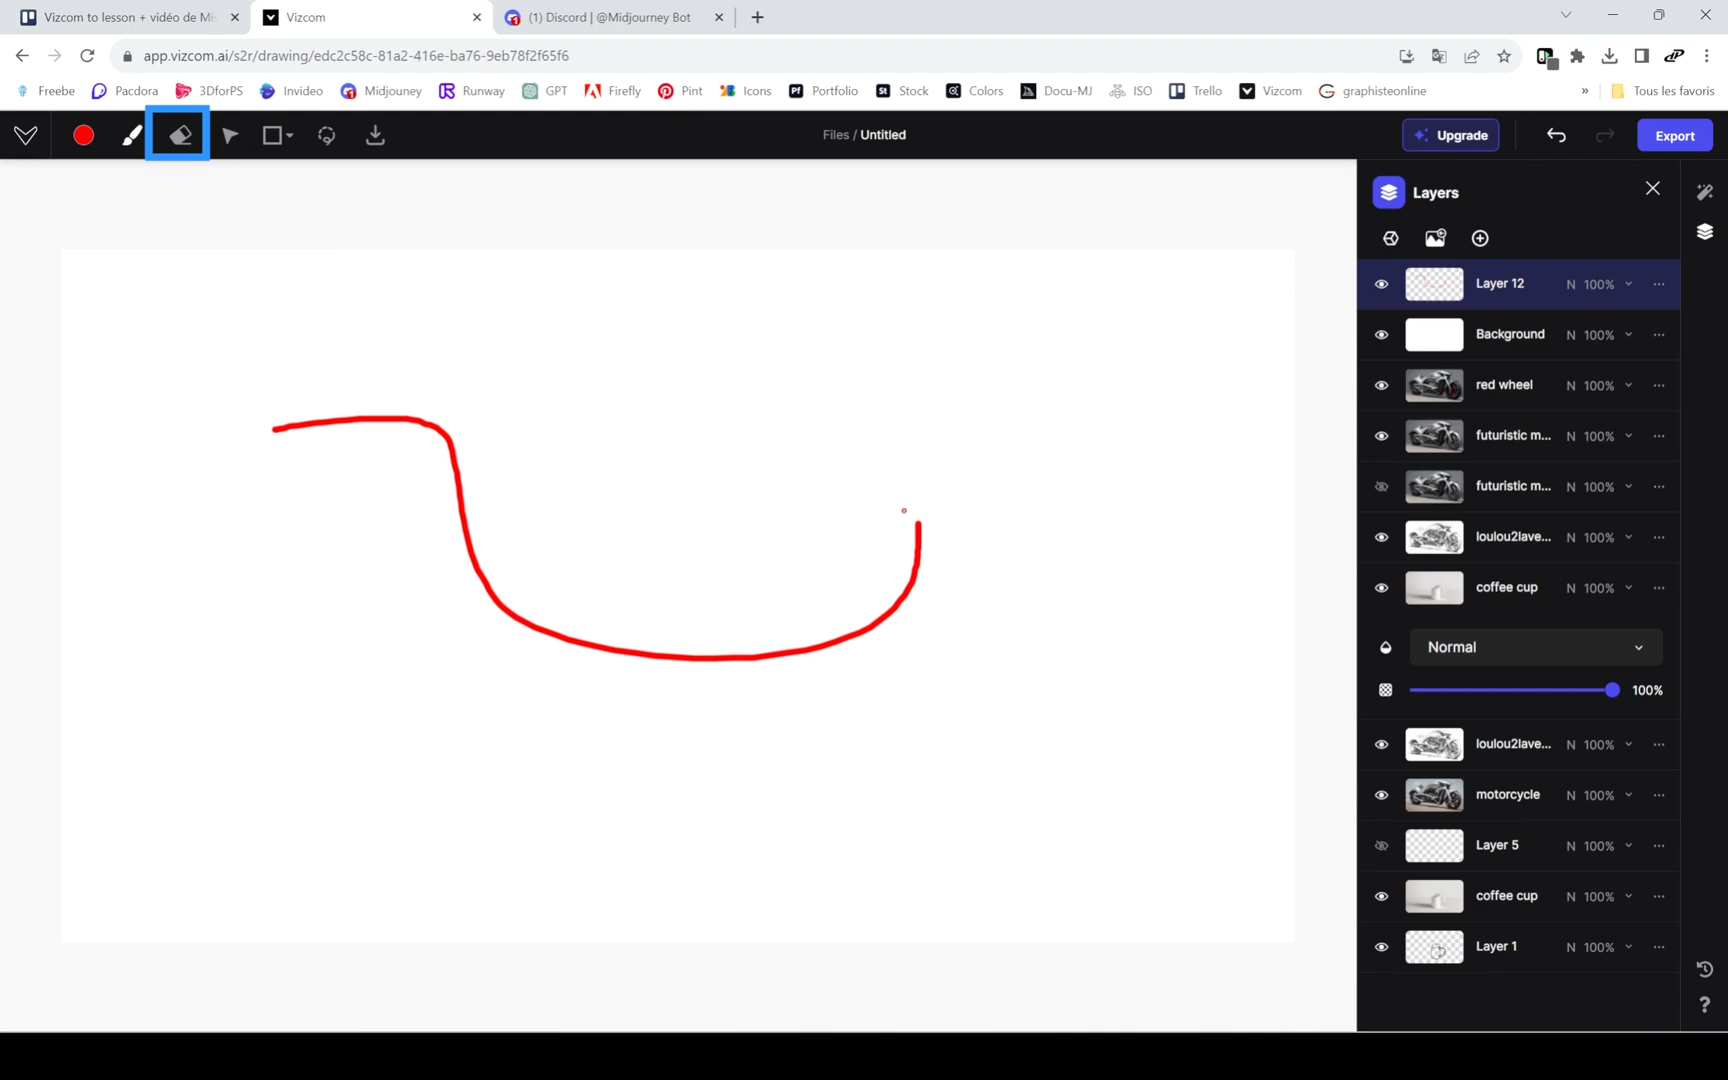 Vizcom to lesson + vidéo de Mi
Vizcom
(1) Discord | @Midjourney Bot
app.vizcom.ai/s2r/drawing/edc2c58c-81a2-416e-ba76-9eb78f2f65f6
Freebe
Pacdora
3DforPS
Invideo
Midjouney
Runway
GPT
Firefly
Pint
Icons
Portfolio
Stock
Colors
Docu-MJ
ISO
Trello
Vizcom
graphisteonline
»
Tous les favoris
Files / Untitled
Upgrade
Export
Layers
Layer 12 N 100%
Background N 100%
red wheel N 100%
futuristic m... N 100%
futuristic m... N 100%
loulou2lave... N 100%
coffee cup N 100%
Normal
100%
loulou2lave... N 100%
motorcycle N 100%
Layer 5 N 100%
coffee cup N 100%
Layer 1 N 100%
?